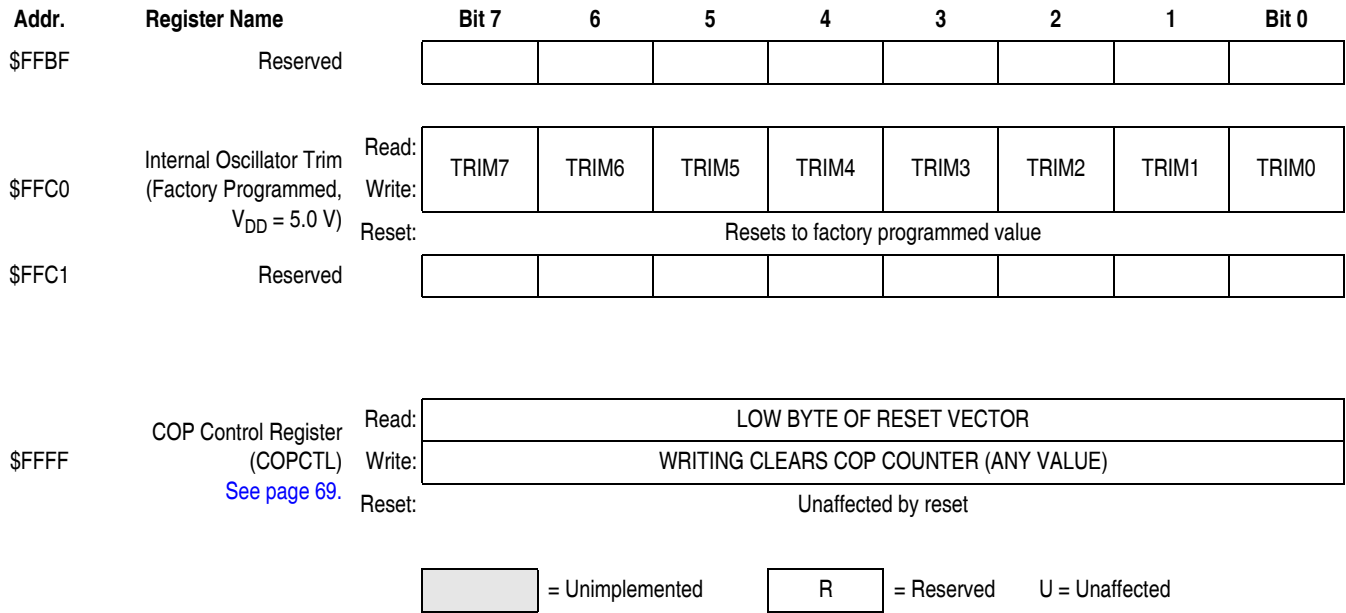 Addr. Register Name Bit 7 6 5 4 3 2 1 Bit 0
$FFBF Reserved
Internal Oscillator Trim
(Factory Programmed,
VDD = 5.0 V)
$FFC0
Read:
Write:
TRIM7 TRIM6 TRIM5 TRIM4 TRIM3 TRIM2 TRIM1 TRIM0
Reset: Resets to factory programmed value
$FFC1 Reserved
COP Control Register
(COPCTL)
See page 69.
$FFFF
Read: LOW BYTE OF RESET VECTOR
Write: WRITING CLEARS COP COUNTER (ANY VALUE)
Reset: Unaffected by reset
= Unimplemented R = Reserved U = Unaffected